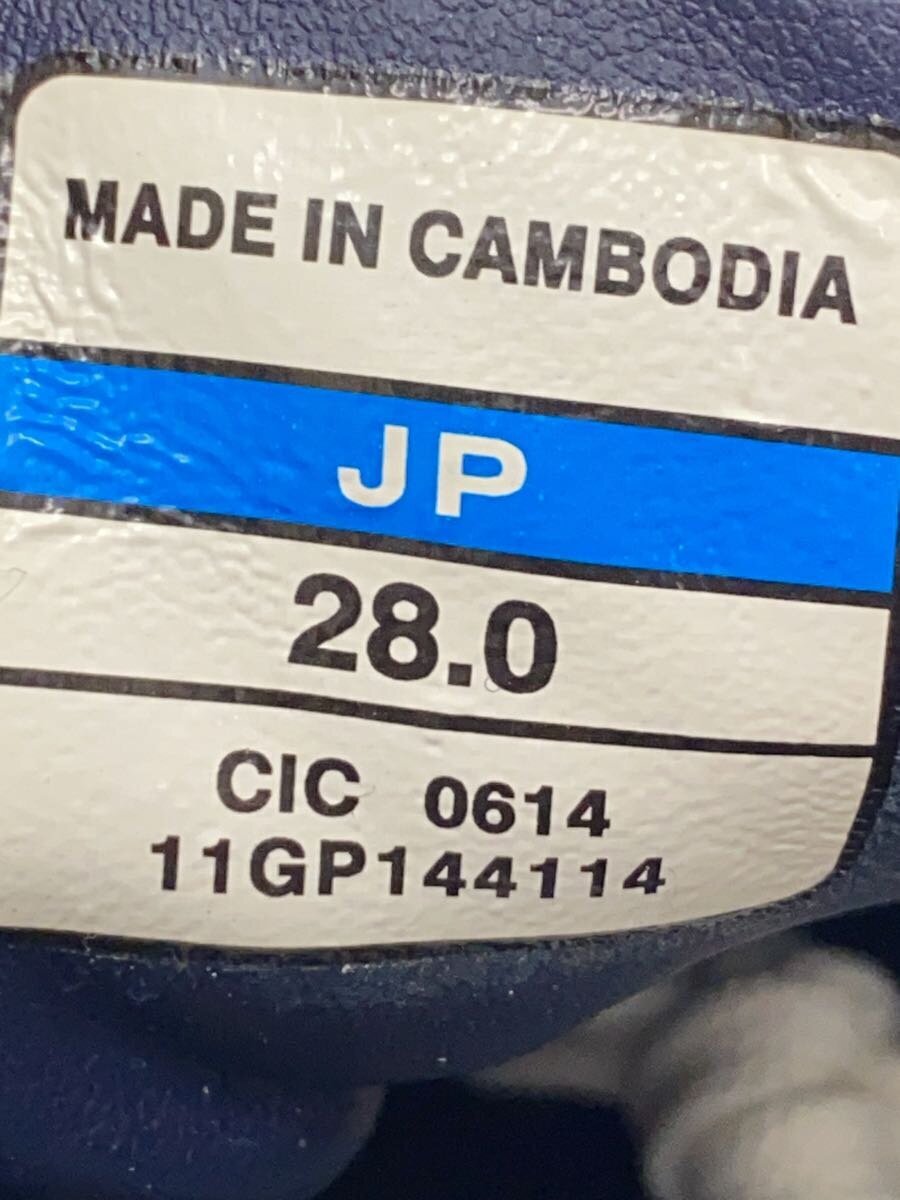 MADE IN CAMBODIA
JP
28.0
CIC 0614
11GP144114